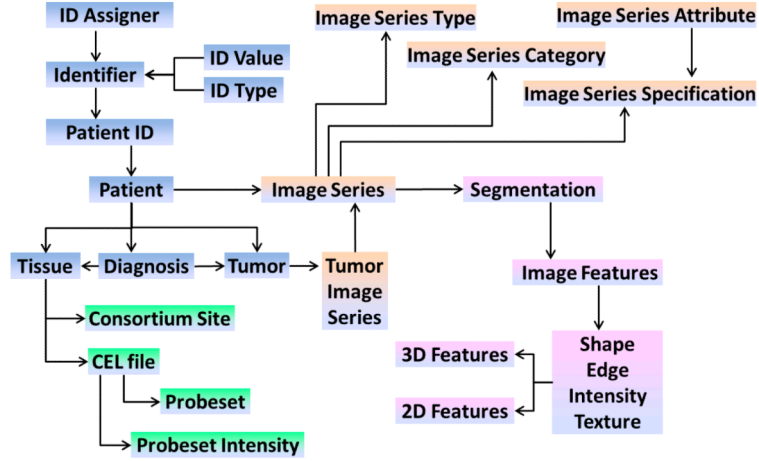 ID Assigner
Image Series Type
Image Series Attribute
Identifier
ID Value
ID Type
Image Series Category
Image Series Specification
Patient ID
Patient
Image Series
Segmentation
Tissue
Diagnosis
Tumor
Tumor
Image
Series
Image Features
Consortium Site
CEL file
Probeset
Probeset Intensity
3D Features
2D Features
Shape
Edge
Intensity
Texture